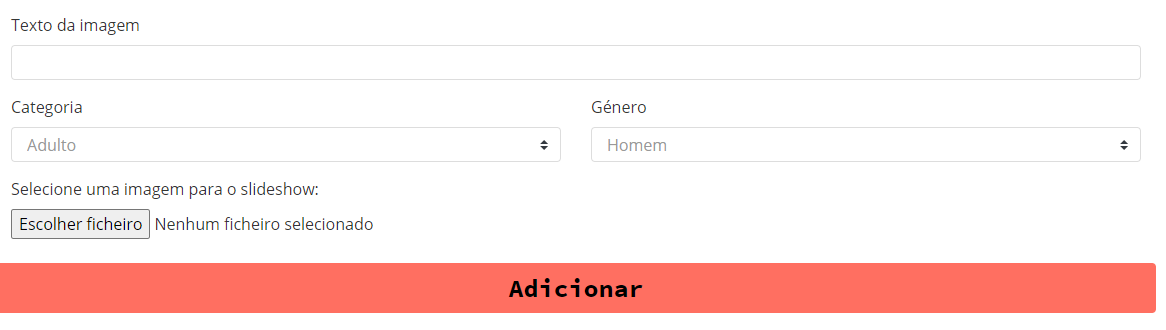 Texto da imagem
Categoria
Género
Adulto
Homem
Selecione uma imagem para o slideshow:
Escolher ficheiro Nenhum ficheiro selecionado
Adicionar